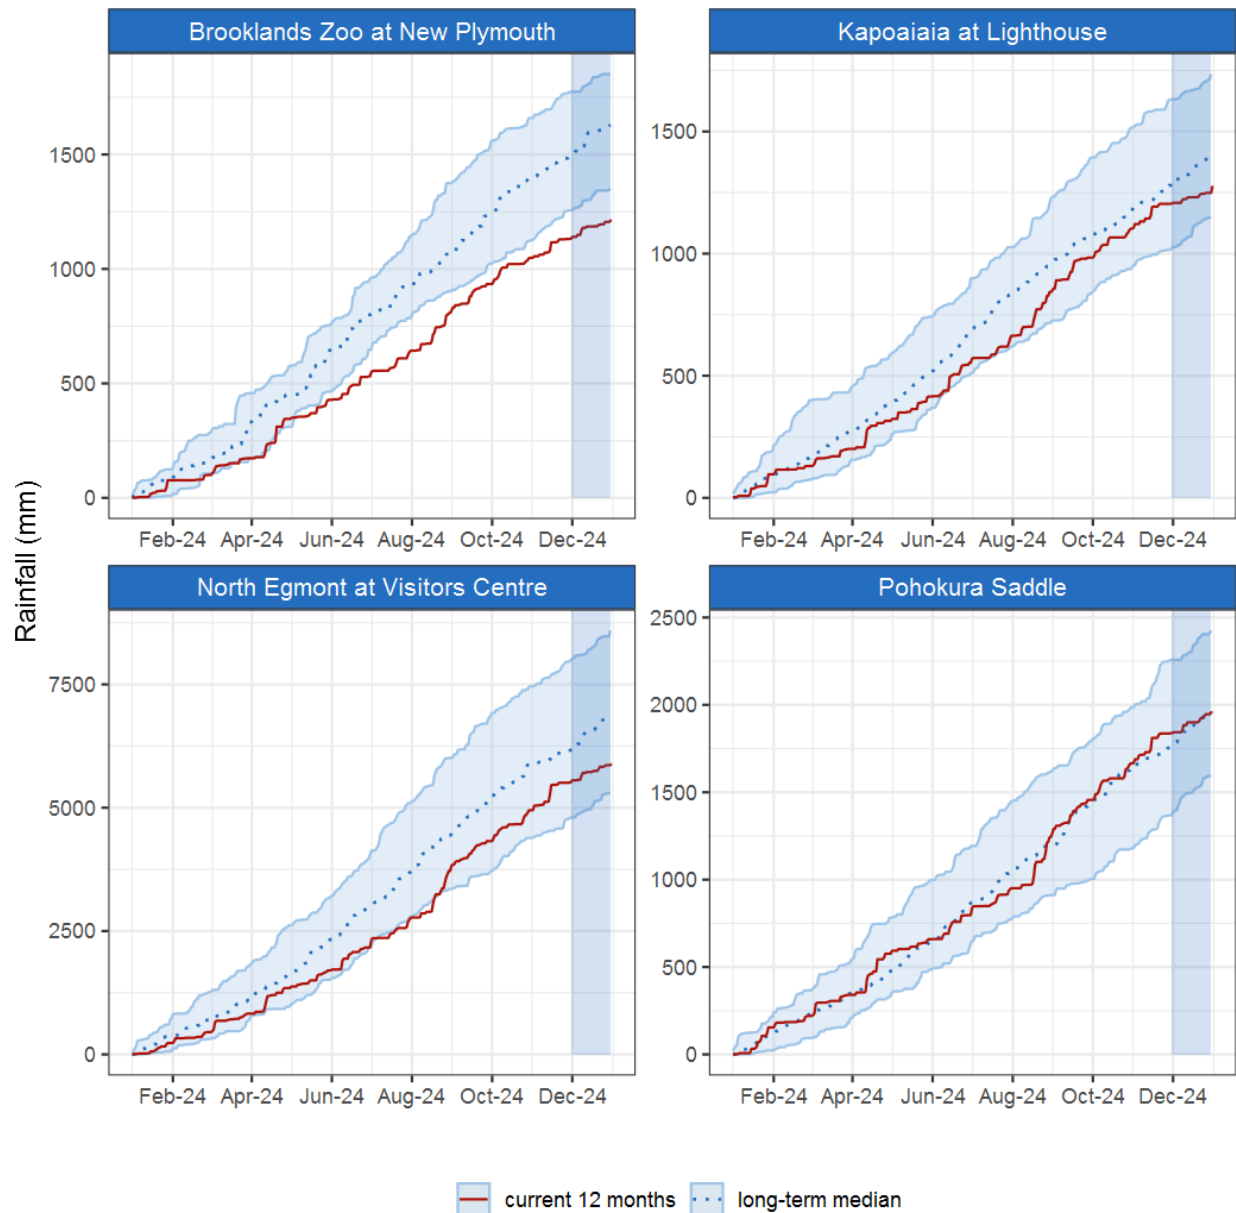 Brooklands Zoo at New Plymouth
Kapoaiaia at Lighthouse
1500
1000
500
0
1500
1000
500
0
Feb-24 Apr-24 Jun-24 Aug-24 Oct-24 Dec-24
Feb-24 Apr-24 Jun-24 Aug-24 Oct-24 Dec-24
Rainfall (mm)
North Egmont at Visitors Centre
Pohokura Saddle
7500
5000
2500
0
2500
2000
1500
1000
500
0
Feb-24 Apr-24 Jun-24 Aug-24 Oct-24 Dec-24
Feb-24 Apr-24 Jun-24 Aug-24 Oct-24 Dec-24
current 12 months long-term median